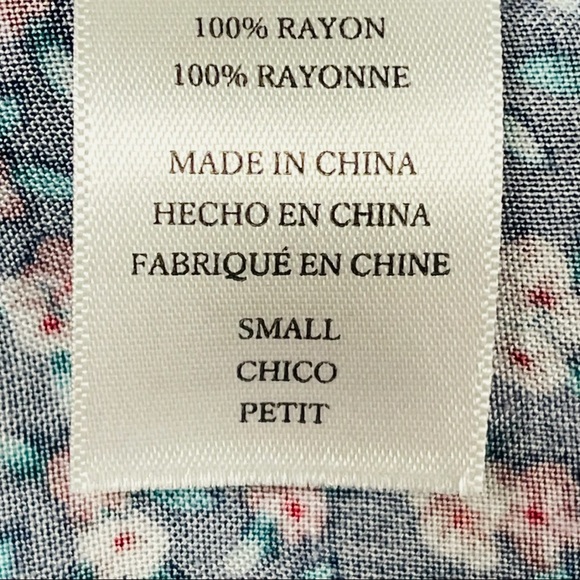 100% RAYON
100% RAYONNE
MADE IN CHINA
HECHO EN CHINA
FABRIQUÉ EN CHINE
SMALL
CHICO
PETIT